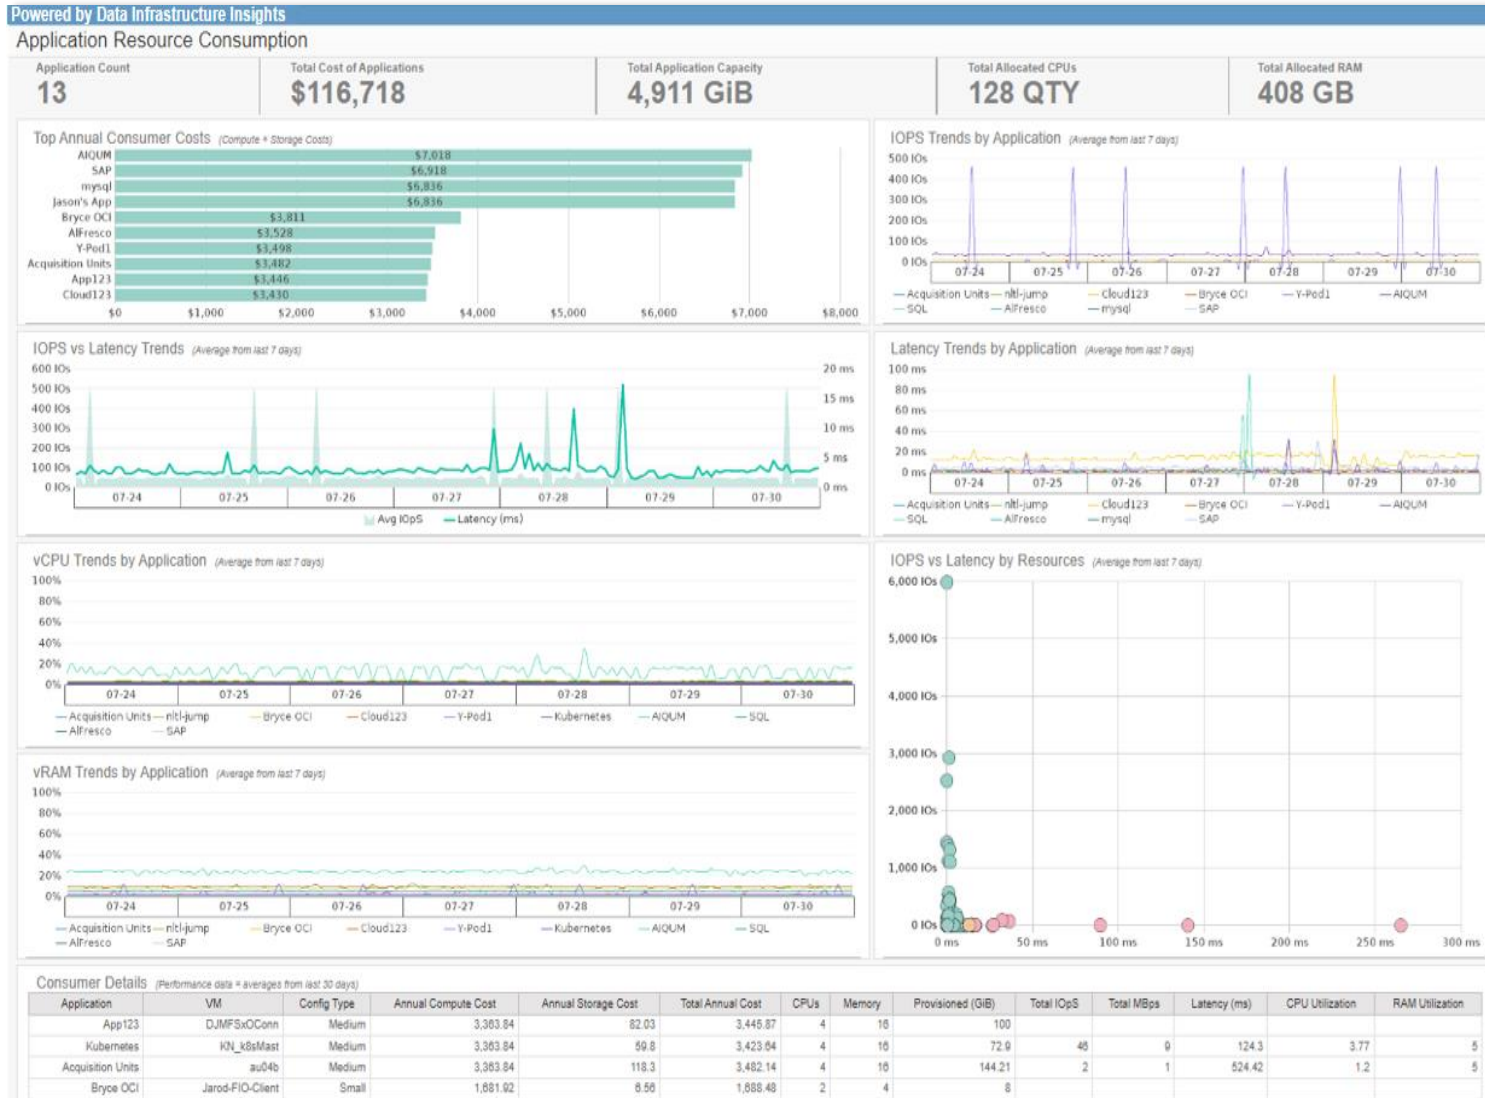 Powered by Data Infrastructure Insights
Application Resource Consumption
Application Count
13
Total Cost of Applications
$116,718
Total Application Capacity
4,911 GiB
Total Allocated CPUs
128 QTY
Total Allocated RAM
408 GB
Top Annual Consumer Costs (Compute + Storage Costs)
AIQUM $7,018
SAP $6,918
mysql $6,836
Jason's App $6,836
Bryce OCI $3,811
AlFresco $3,528
Y-Pod1 $3,498
Acquisition Units $3,482
App123 $3,446
Cloud123 $3,430
$0 $1,000 $2,000 $3,000 $4,000 $5,000 $6,000 $7,000 $8,000
IOPS Trends by Application (Average from last 7 days)
500 IOs
400 IOs
300 IOs
200 IOs
100 IOs
0 IOs
07-24 07-25 07-26 07-27 07-28 07-29 07-30
Acquisition Units nltl-jump Cloud123 Bryce OCI Y-Pod1 AIQUM
SQL AlFresco mysql SAP
IOPS vs Latency Trends (Average from last 7 days)
600 IOs 20 ms
500 IOs
400 IOs 15 ms
300 IOs 10 ms
200 IOs
100 IOs 5 ms
0 IOs 0 ms
07-24 07-25 07-26 07-27 07-28 07-29 07-30
Avg IOpS Latency (ms)
Latency Trends by Application (Average from last 7 days)
100 ms
80 ms
60 ms
40 ms
20 ms
0 ms
07-24 07-25 07-26 07-27 07-28 07-29 07-30
Acquisition Units nltl-jump Cloud123 Bryce OCI Y-Pod1 AIQUM
SQL AlFresco mysql SAP
vCPU Trends by Application (Average from last 7 days)
100%
80%
60%
40%
20%
0%
07-24 07-25 07-26 07-27 07-28 07-29 07-30
Acquisition Units nltl-jump Bryce OCI Cloud123 Y-Pod1 Kubernetes AIQUM SQL
AlFresco SAP
IOPS vs Latency by Resources (Average from last 7 days)
6,000 IOs
5,000 IOs
4,000 IOs
3,000 IOs
2,000 IOs
1,000 IOs
0 IOs
0 ms 50 ms 100 ms 150 ms 200 ms 250 ms 300 ms
vRAM Trends by Application (Average from last 7 days)
100%
80%
60%
40%
20%
0%
07-24 07-25 07-26 07-27 07-28 07-29 07-30
Acquisition Units nltl-jump Bryce OCI Cloud123 Y-Pod1 Kubernetes AIQUM SQL
AlFresco SAP
Consumer Details (Performance data = averages from last 30 days)
Application VM Config Type Annual Compute Cost Annual Storage Cost Total Annual Cost CPUs Memory Provisioned (GiB) Total IOpS Total MBps Latency (ms) CPU Utilization RAM Utilization
App123 DJMFSxOConn Medium 3,363.84 82.03 3,445.87 4 16 100
Kubernetes KN_k8sMast Medium 3,363.84 59.8 3,423.64 4 16 72.9 46 9 124.3 3.77 5
Acquisition Units au04b Medium 3,363.84 118.3 3,482.14 4 16 144.21 2 1 524.42 1.2 5
Bryce OCI Jarod-FIO-Client Small 1,681.92 6.56 1,688.48 2 4 8